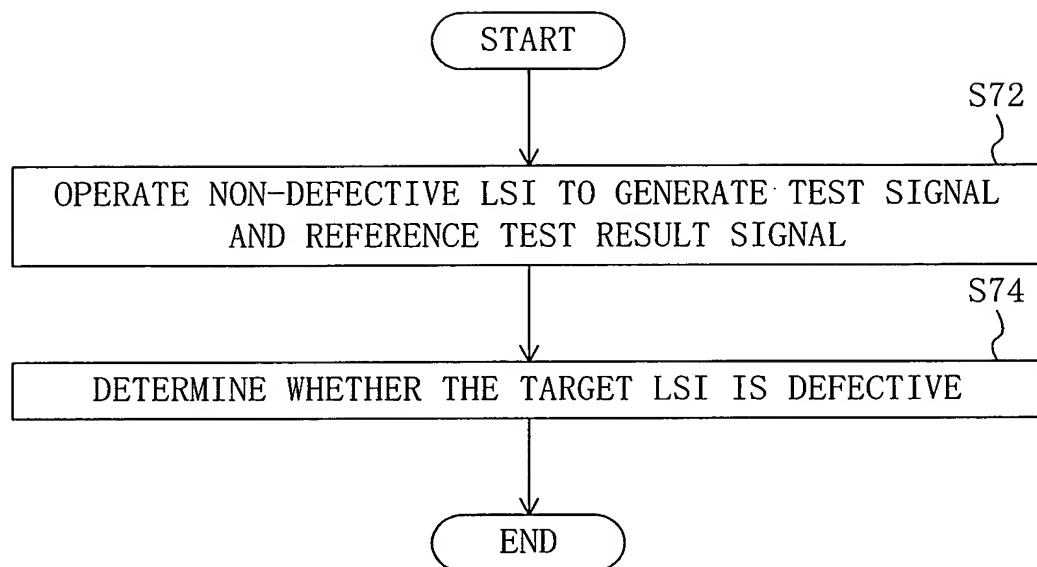 START
S72
OPERATE NON-DEFECTIVE LSI TO GENERATE TEST SIGNAL
AND REFERENCE TEST RESULT SIGNAL
S74
DETERMINE WHETHER THE TARGET LSI IS DEFECTIVE
END